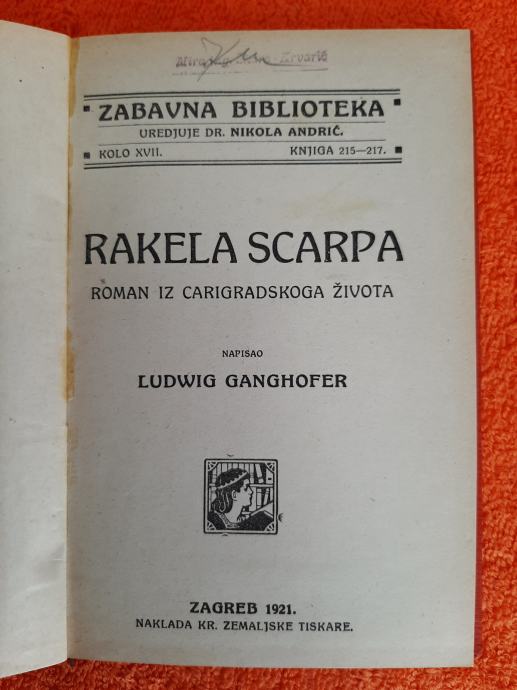 ZABAVNA BIBLIOTEKA
UREDJUJE DR. NIKOLA ANDRIĆ.
KOLO XVII. KNJIGA 215—217.
RAKELA SCARPA
ROMAN IZ CARIGRADSKOGA ŽIVOTA
NAPISAO
LUDWIG GANGHOFER
ZAGREB 1921.
NAKLADA KR. ZEMALJSKE TISKARE.